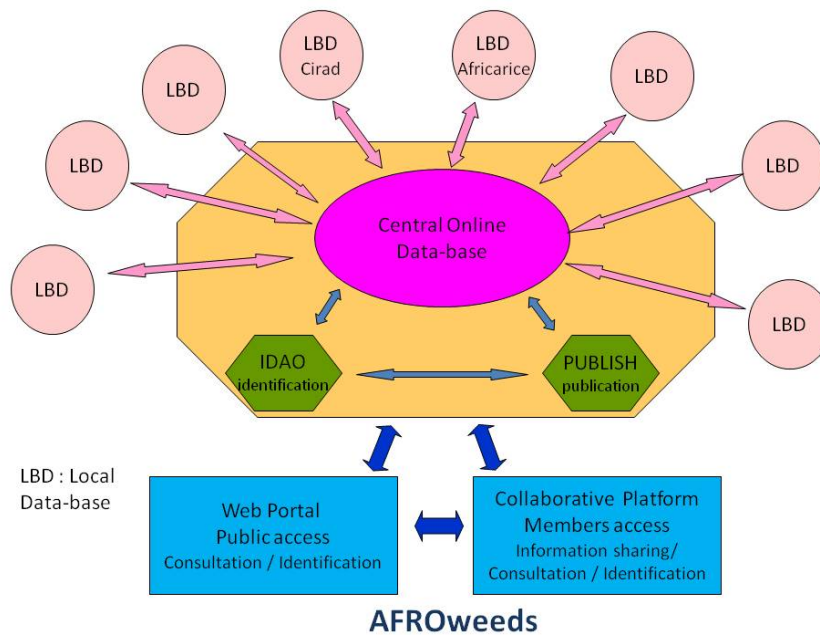 LBD
Cirad
LBD
Africarice
LBD
LBD
LBD
LBD
LBD
LBD
Central Online
Data-base
IDAO
identification
PUBLISH
publication
LBD : Local
Data-base
Web Portal
Public access
Consultation / Identification
Collaborative Platform
Members access
Information sharing/
Consultation / Identification
AFROweeds